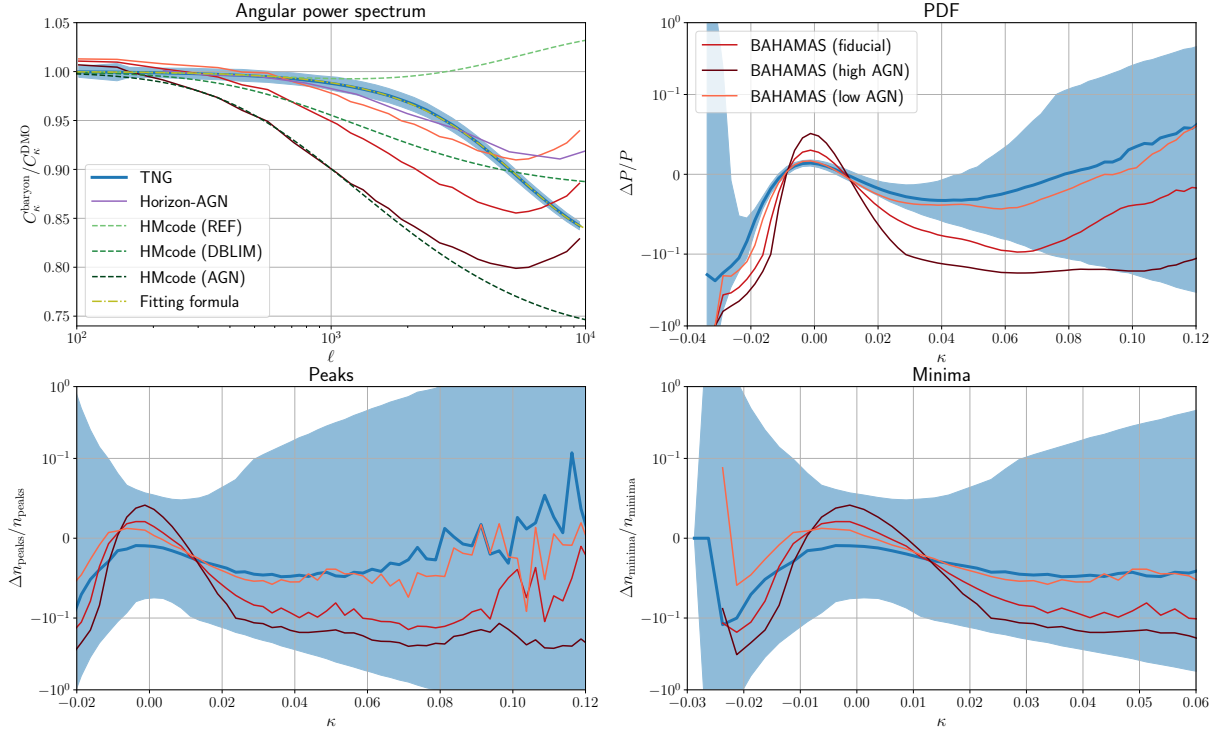 Angular power spectrum
1.05
1.00
0.95
0.90
0.85
0.80
0.75
C_κ^baryon / C_κ^DMO
TNG
Horizon-AGN
HMcode (REF)
HMcode (DBLIM)
HMcode (AGN)
Fitting formula
10^2
10^3
10^4
ℓ
PDF
10^0
10^-1
0
-10^-1
-10^0
ΔP/P
BAHAMAS (fiducial)
BAHAMAS (high AGN)
BAHAMAS (low AGN)
−0.04 −0.02 0.00 0.02 0.04 0.06 0.08 0.10 0.12
κ
Peaks
10^0
10^-1
0
−10^-1
−10^0
Δn_peaks/n_peaks
−0.02 0.00 0.02 0.04 0.06 0.08 0.10 0.12
κ
Minima
10^0
10^-1
0
−10^-1
−10^0
Δn_minima/n_minima
−0.03 −0.02 −0.01 0.00 0.01 0.02 0.03 0.04 0.05 0.06
κ